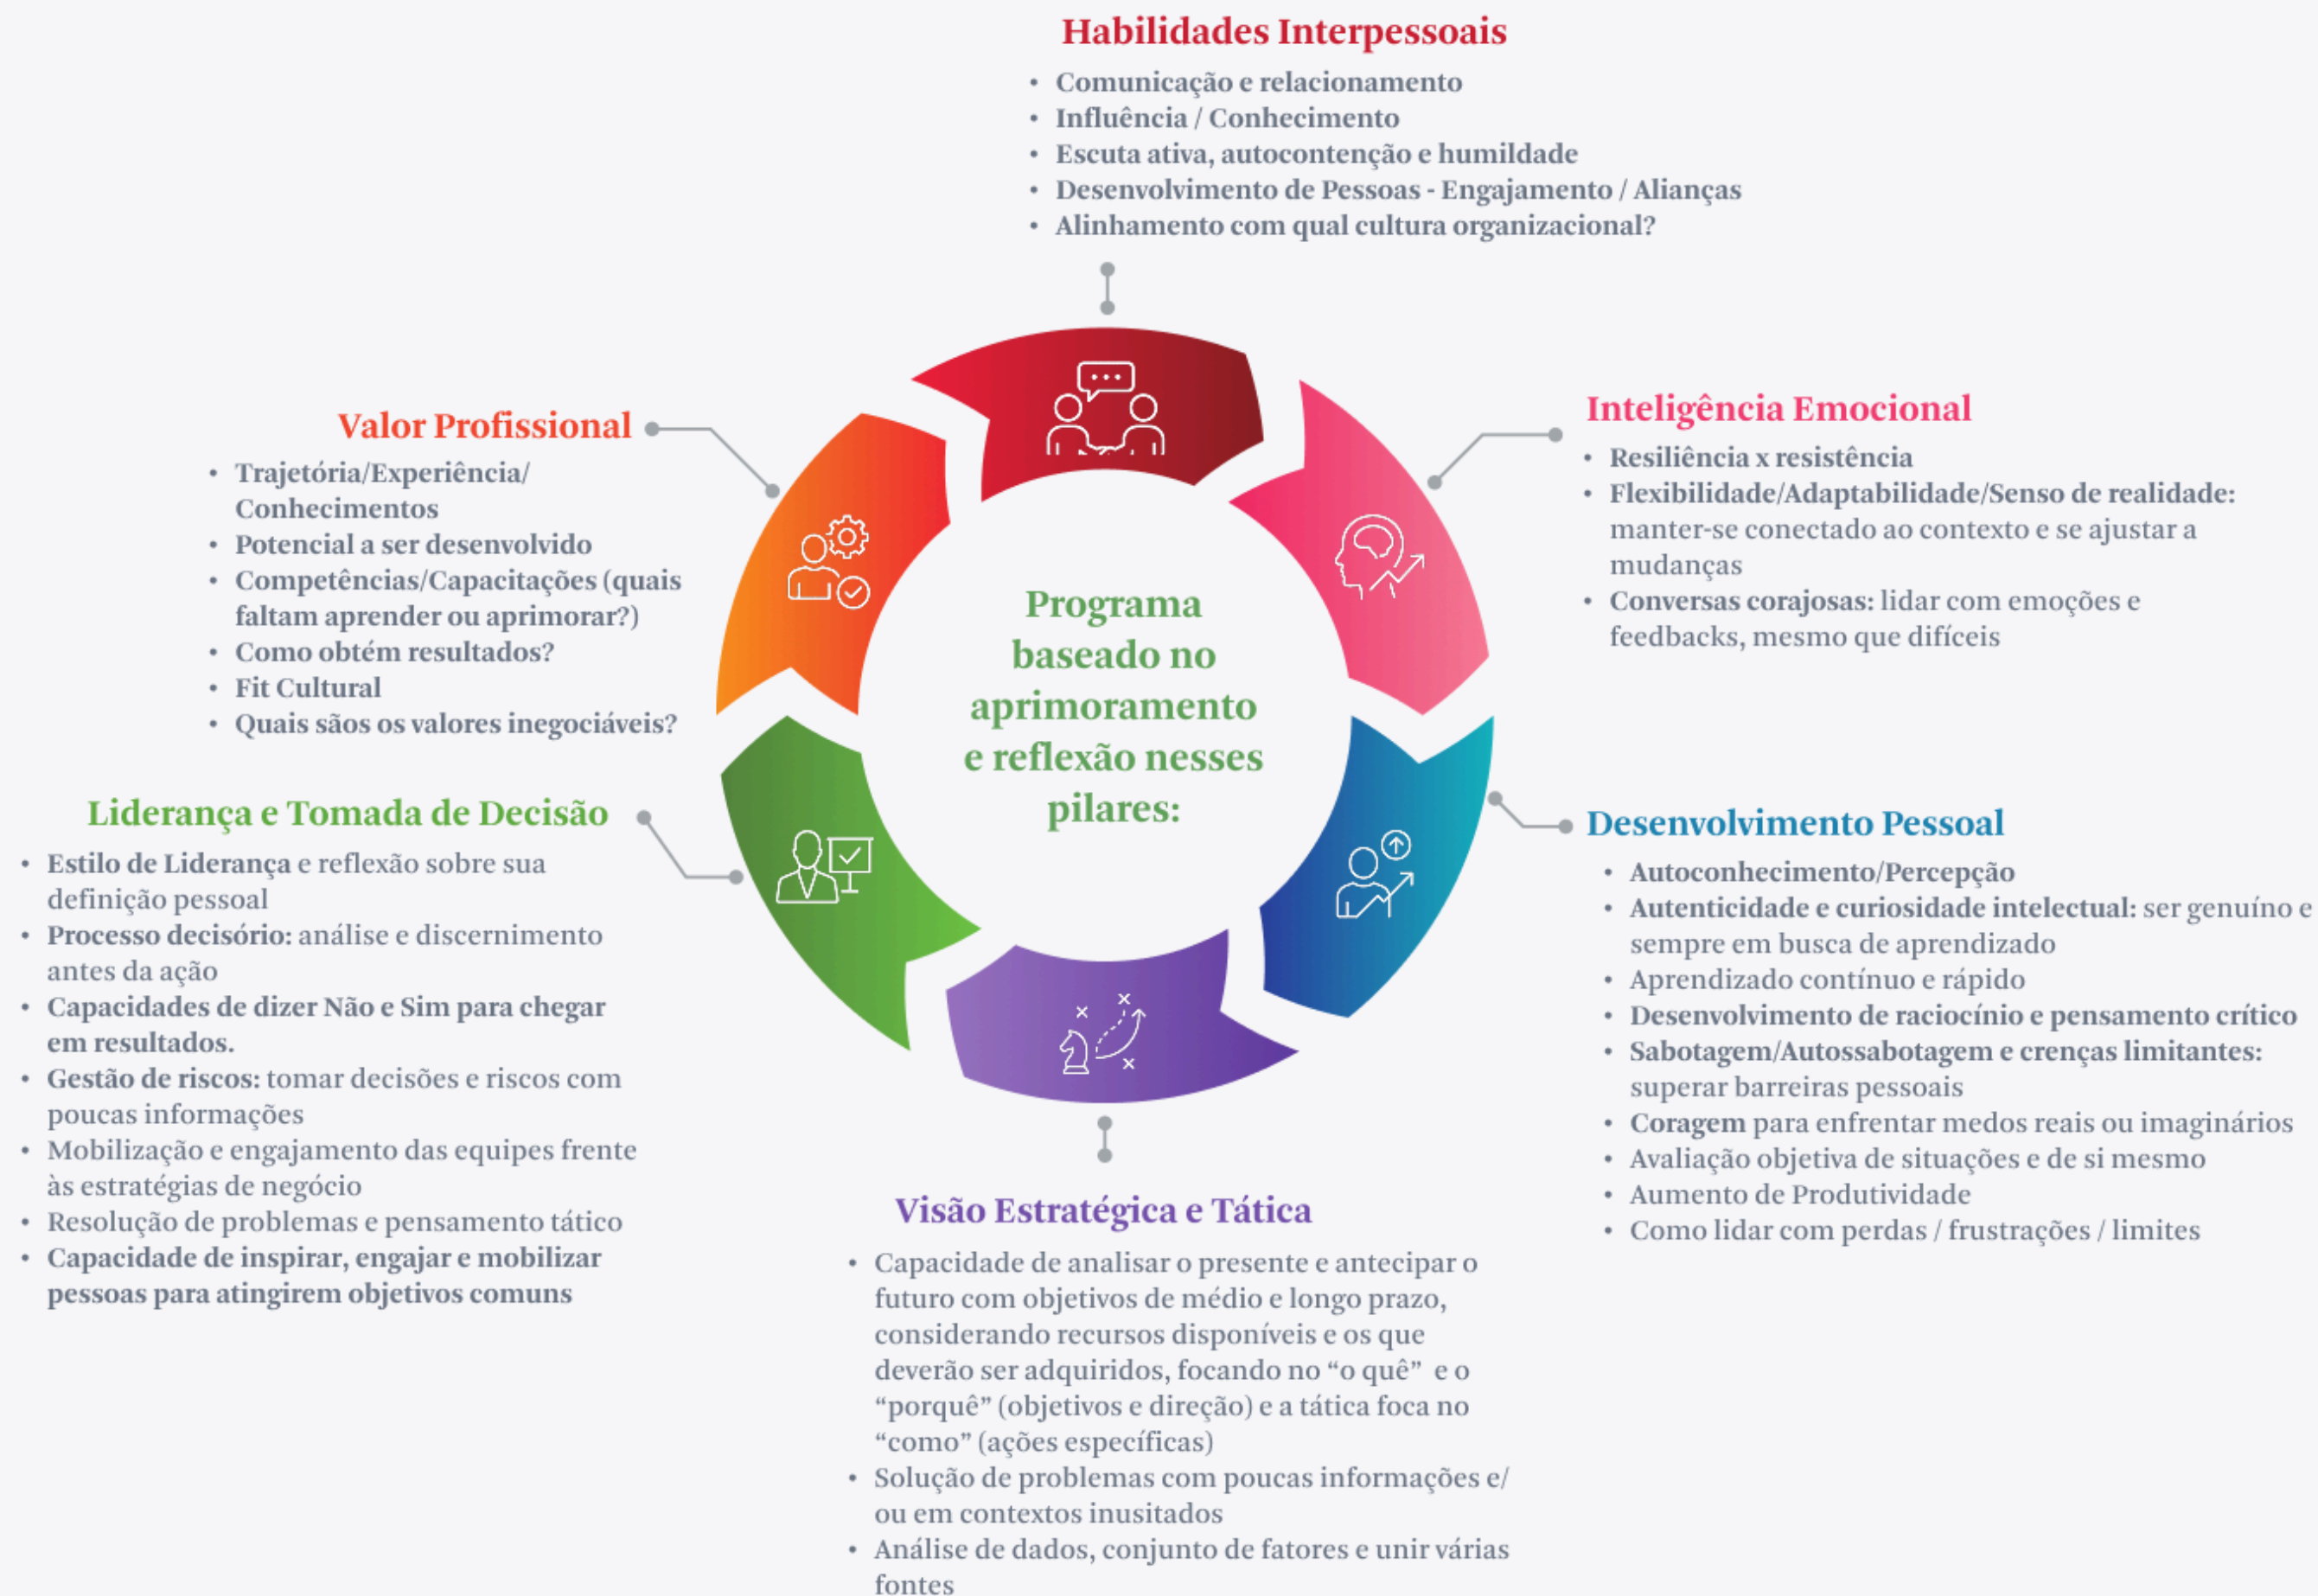 Habilidades Interpessoais
• Comunicação e relacionamento
• Influência / Conhecimento
• Escuta ativa, autocontenção e humildade
• Desenvolvimento de Pessoas - Engajamento / Alianças
• Alinhamento com qual cultura organizacional?
Inteligência Emocional
• Resiliência x resistência
• Flexibilidade/Adaptabilidade/Senso de realidade:
manter-se conectado ao contexto e se ajustar a
mudanças
• Conversas corajosas: lidar com emoções e
feedbacks, mesmo que difíceis
Desenvolvimento Pessoal
• Autoconhecimento/Percepção
• Autenticidade e curiosidade intelectual: ser genuíno e
sempre em busca de aprendizado
• Aprendizado contínuo e rápido
• Desenvolvimento de raciocínio e pensamento crítico
• Sabotagem/Autossabotagem e crenças limitantes:
superar barreiras pessoais
• Coragem para enfrentar medos reais ou imaginários
• Avaliação objetiva de situações e de si mesmo
• Aumento de Produtividade
• Como lidar com perdas / frustrações / limites
Visão Estratégica e Tática
• Capacidade de analisar o presente e antecipar o
futuro com objetivos de médio e longo prazo,
considerando recursos disponíveis e os que
deverão ser adquiridos, focando no “o quê” e o
“porquê” (objetivos e direção) e a tática foca no
“como” (ações específicas)
• Solução de problemas com poucas informações e/
ou em contextos inusitados
• Análise de dados, conjunto de fatores e unir várias
fontes
Liderança e Tomada de Decisão
• Estilo de Liderança e reflexão sobre sua
definição pessoal
• Processo decisório: análise e discernimento
antes da ação
• Capacidades de dizer Não e Sim para chegar
em resultados.
• Gestão de riscos: tomar decisões e riscos com
poucas informações
• Mobilização e engajamento das equipes frente
às estratégias de negócio
• Resolução de problemas e pensamento tático
• Capacidade de inspirar, engajar e mobilizar
pessoas para atingirem objetivos comuns
Valor Profissional
• Trajetória/Experiência/
Conhecimentos
• Potencial a ser desenvolvido
• Competências/Capacitações (quais
faltam aprender ou aprimorar?)
• Como obtém resultados?
• Fit Cultural
• Quais sãos os valores inegociáveis?
Programa
baseado no
aprimoramento
e reflexão nesses
pilares: